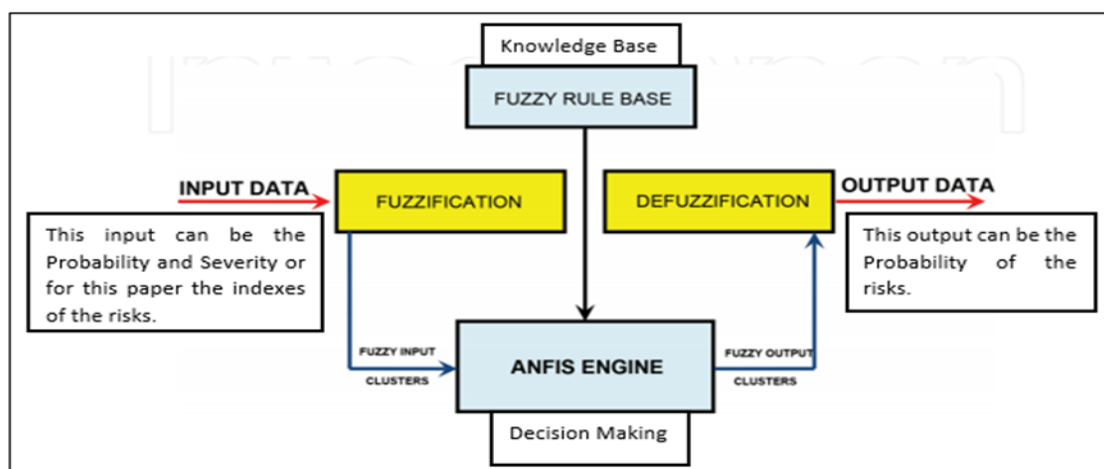 Knowledge Base
FUZZY RULE BASE
INPUT DATA
FUZZIFICATION
DEFUZZIFICATION
OUTPUT DATA
This input can be the
Probability and Severity or
for this paper the indexes
of the risks.
This output can be the
Probability of the
risks.
FUZZY INPUT
CLUSTERS
ANFIS ENGINE
FUZZY OUTPUT
CLUSTERS
Decision Making